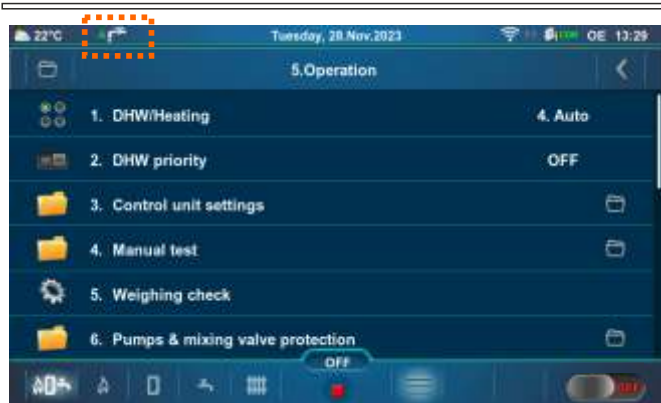 22°C Tuesday, 28.Nov.2023 OE 13:29
5.Operation
1. DHW/Heating 4. Auto
2. DHW priority OFF
3. Control unit settings
4. Manual test
5. Weighing check
6. Pumps & mixing valve protection
OFF
OFF